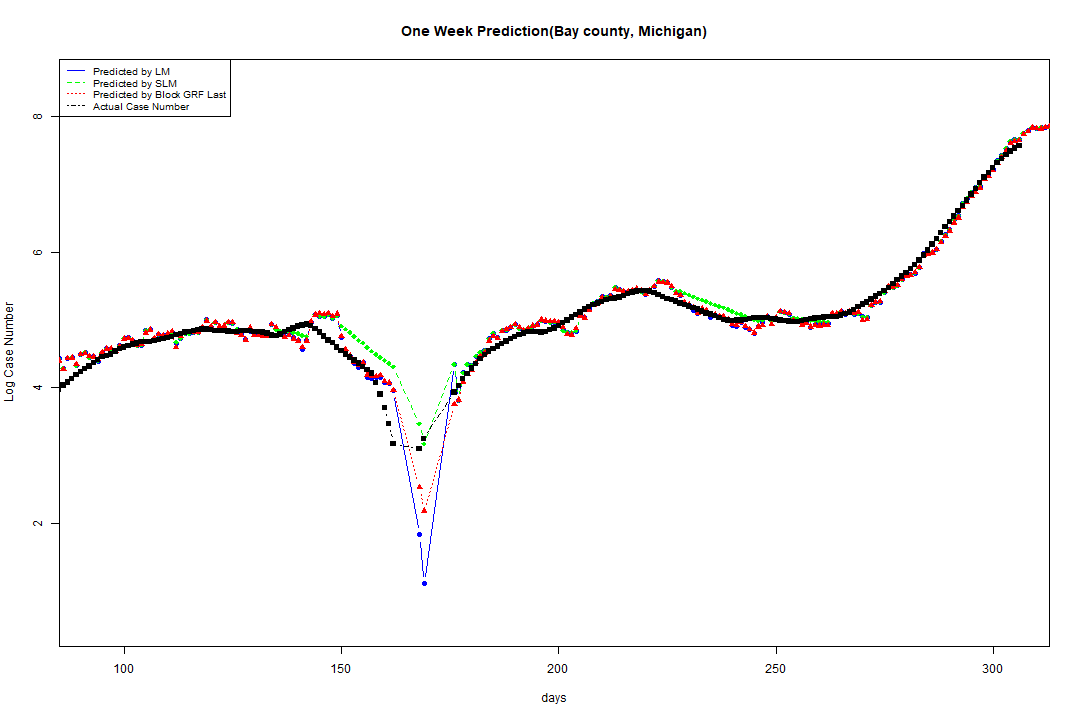 One Week Prediction(Bay county, Michigan)
Predicted by LM
Predicted by SLM
Predicted by Block GRF Last
Actual Case Number
8
6
4
2
Log Case Number
100 150 200 250 300
days